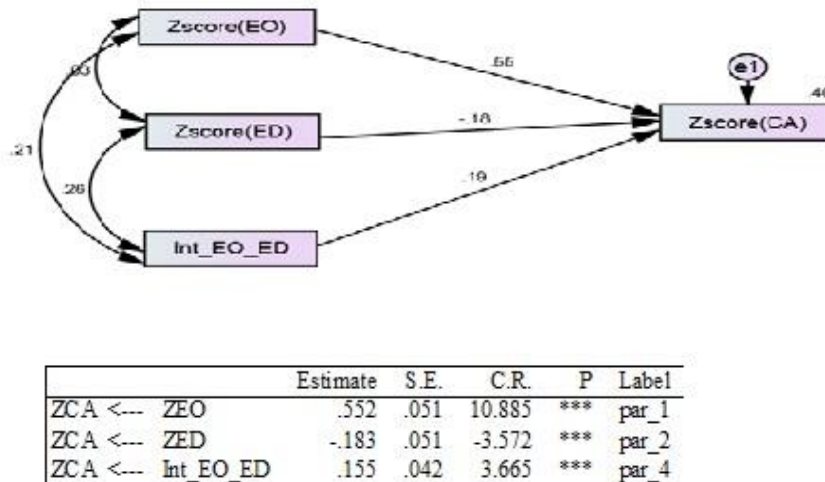 Zscore(EO)
.55
e1
.46
.03
Zscore(ED)
-.18
Zscore(CA)
.21
.26
.19
Int_EO_ED
Estimate S.E. C.R. P Label
ZCA <--- ZEO .552 .051 10.885 *** par_1
ZCA <--- ZED -.183 .051 -3.572 *** par_2
ZCA <--- Int_EO_ED .155 .042 3.665 *** par_4